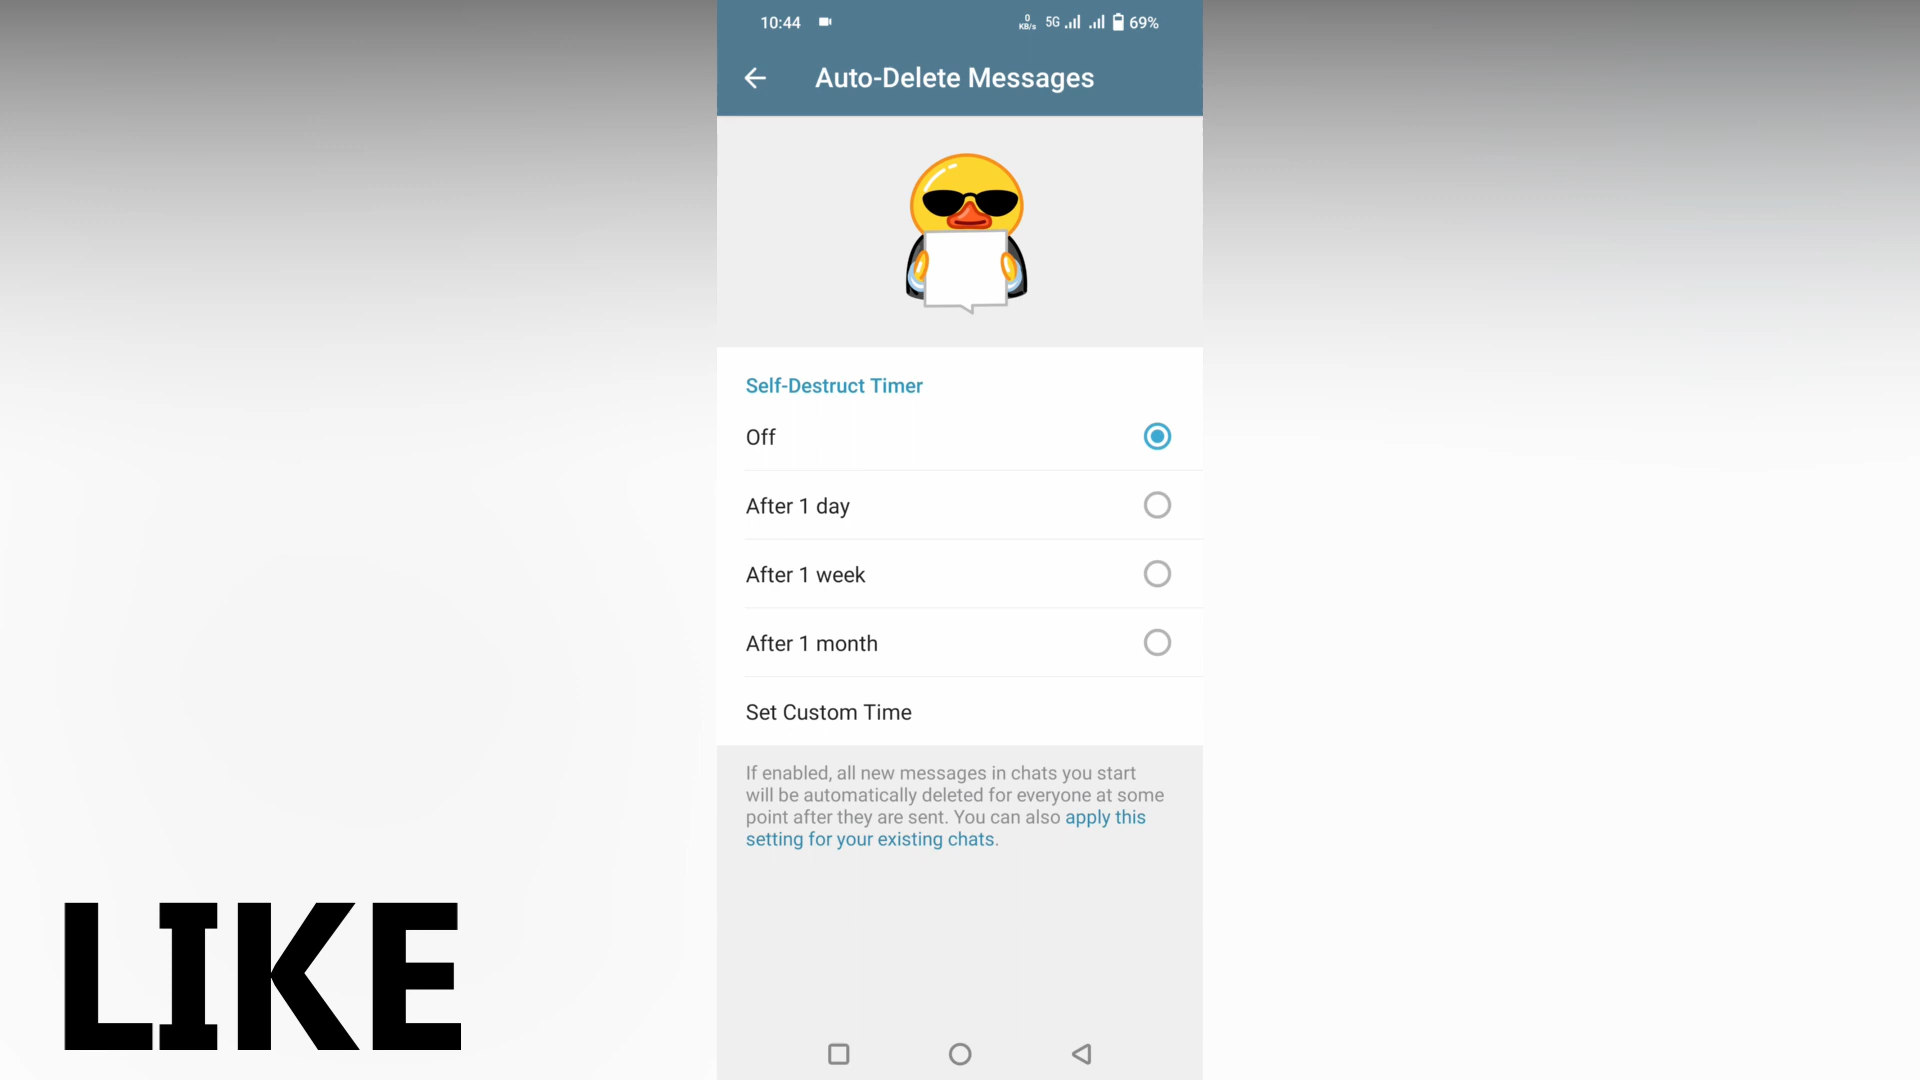 10:44
0 KB/s 5G 69%
Auto-Delete Messages
Self-Destruct Timer
Off
After 1 day
After 1 week
After 1 month
Set Custom Time
If enabled, all new messages in chats you start
will be automatically deleted for everyone at some
point after they are sent. You can also apply this
setting for your existing chats.
LIKE